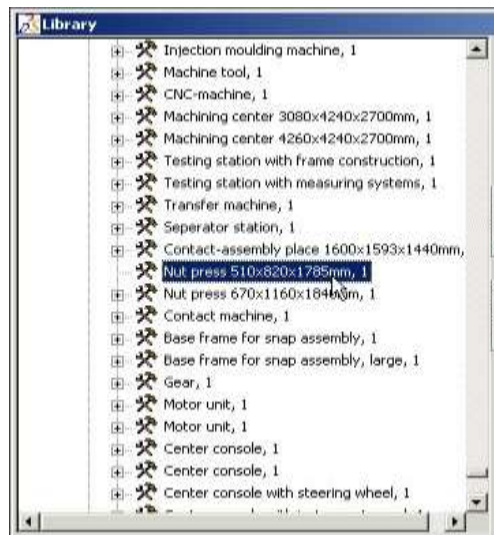 Library
Injection moulding machine, 1
Machine tool, 1
CNC-machine, 1
Machining center 3080x4240x2700mm, 1
Machining center 4260x4240x2700mm, 1
Testing station with frame construction, 1
Testing station with measuring systems, 1
Transfer machine, 1
Seperator station, 1
Contact-assembly place 1600x1593x1440mm,
Nut press 510x820x1785mm, 1
Nut press 670x1160x1840mm, 1
Contact machine, 1
Base frame for snap assembly, 1
Base frame for snap assembly, large, 1
Gear, 1
Motor unit, 1
Motor unit, 1
Center console, 1
Center console, 1
Center console with steering wheel, 1